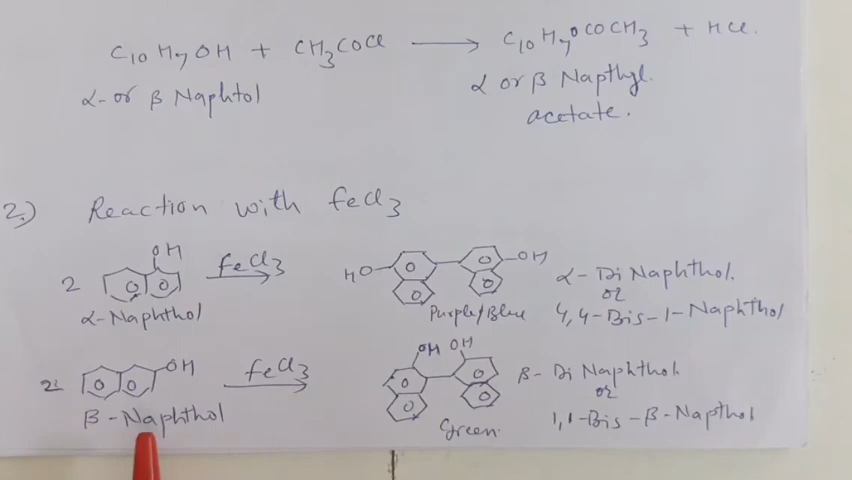 C10H7OH + CH3COCl → C10H7OCOCH3 + HCl.
α- or β Naphtol
α or β Napthyl.
acetate.
2.) Reaction with FeCl3
2 OH FeCl3 HO OH α-Di Naphthol.
or
α-Naphthol Purple/Blue 4,4-Bis-1-Naphthol
2 OH FeCl3 OH OH β- Di Naphthol.
or
β-Naphthol Green. 1,1-Bis-β-Napthol